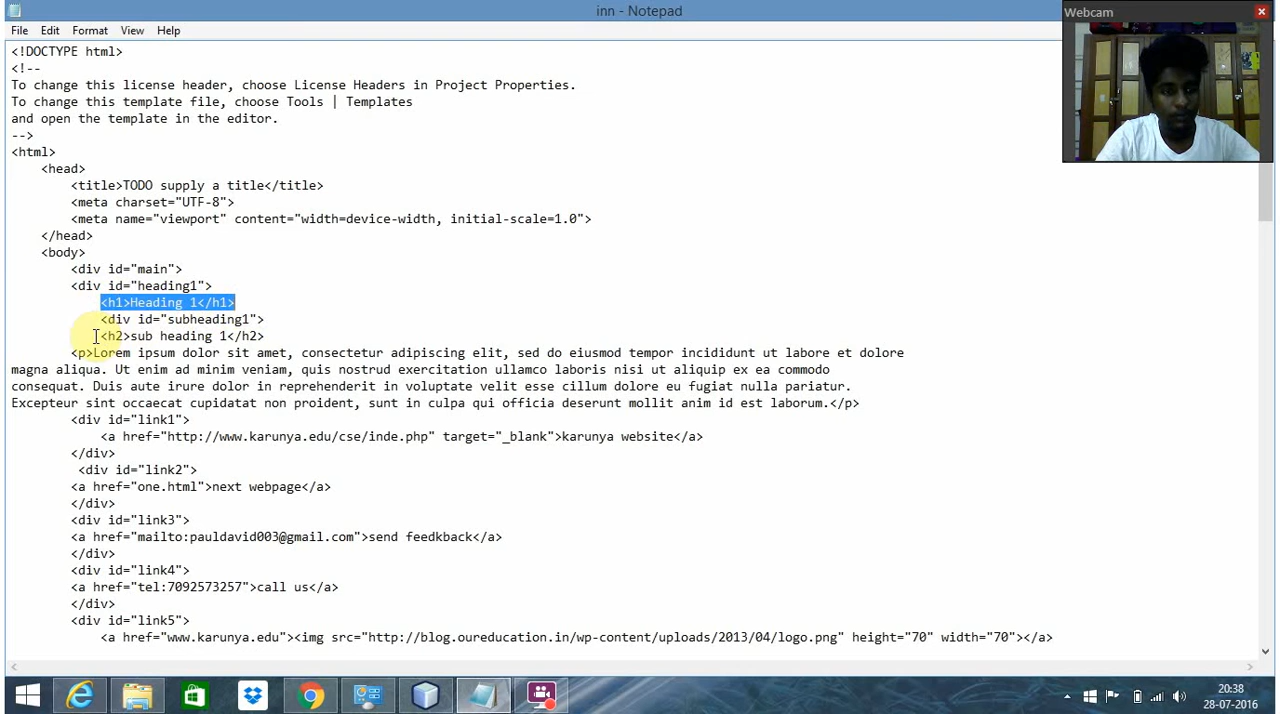 inn - Notepad
Webcam
File Edit Format View Help
<!DOCTYPE html>
<!--
To change this license header, choose License Headers in Project Properties.
To change this template file, choose Tools | Templates
and open the template in the editor.
-->
<html>
<head>
<title>TODO supply a title</title>
<meta charset="UTF-8">
<meta name="viewport" content="width=device-width, initial-scale=1.0">
</head>
<body>
<div id="main">
<div id="heading1">
<h1>Heading 1</h1>
<div id="subheading1">
<h2>sub heading 1</h2>
<p>Lorem ipsum dolor sit amet, consectetur adipiscing elit, sed do eiusmod tempor incididunt ut labore et dolore
magna aliqua. Ut enim ad minim veniam, quis nostrud exercitation ullamco laboris nisi ut aliquip ex ea commodo
consequat. Duis aute irure dolor in reprehenderit in voluptate velit esse cillum dolore eu fugiat nulla pariatur.
Excepteur sint occaecat cupidatat non proident, sunt in culpa qui officia deserunt mollit anim id est laborum.</p>
<div id="link1">
<a href="http://www.karunya.edu/cse/inde.php" target="_blank">karunya website</a>
</div>
<div id="link2">
<a href="one.html">next webpage</a>
</div>
<div id="link3">
<a href="mailto:pauldavid003@gmail.com">send feedkback</a>
</div>
<div id="link4">
<a href="tel:7092573257">call us</a>
</div>
<div id="link5">
<a href="www.karunya.edu"><img src="http://blog.oureducation.in/wp-content/uploads/2013/04/logo.png" height="70" width="70"></a>
20:38
28-07-2016